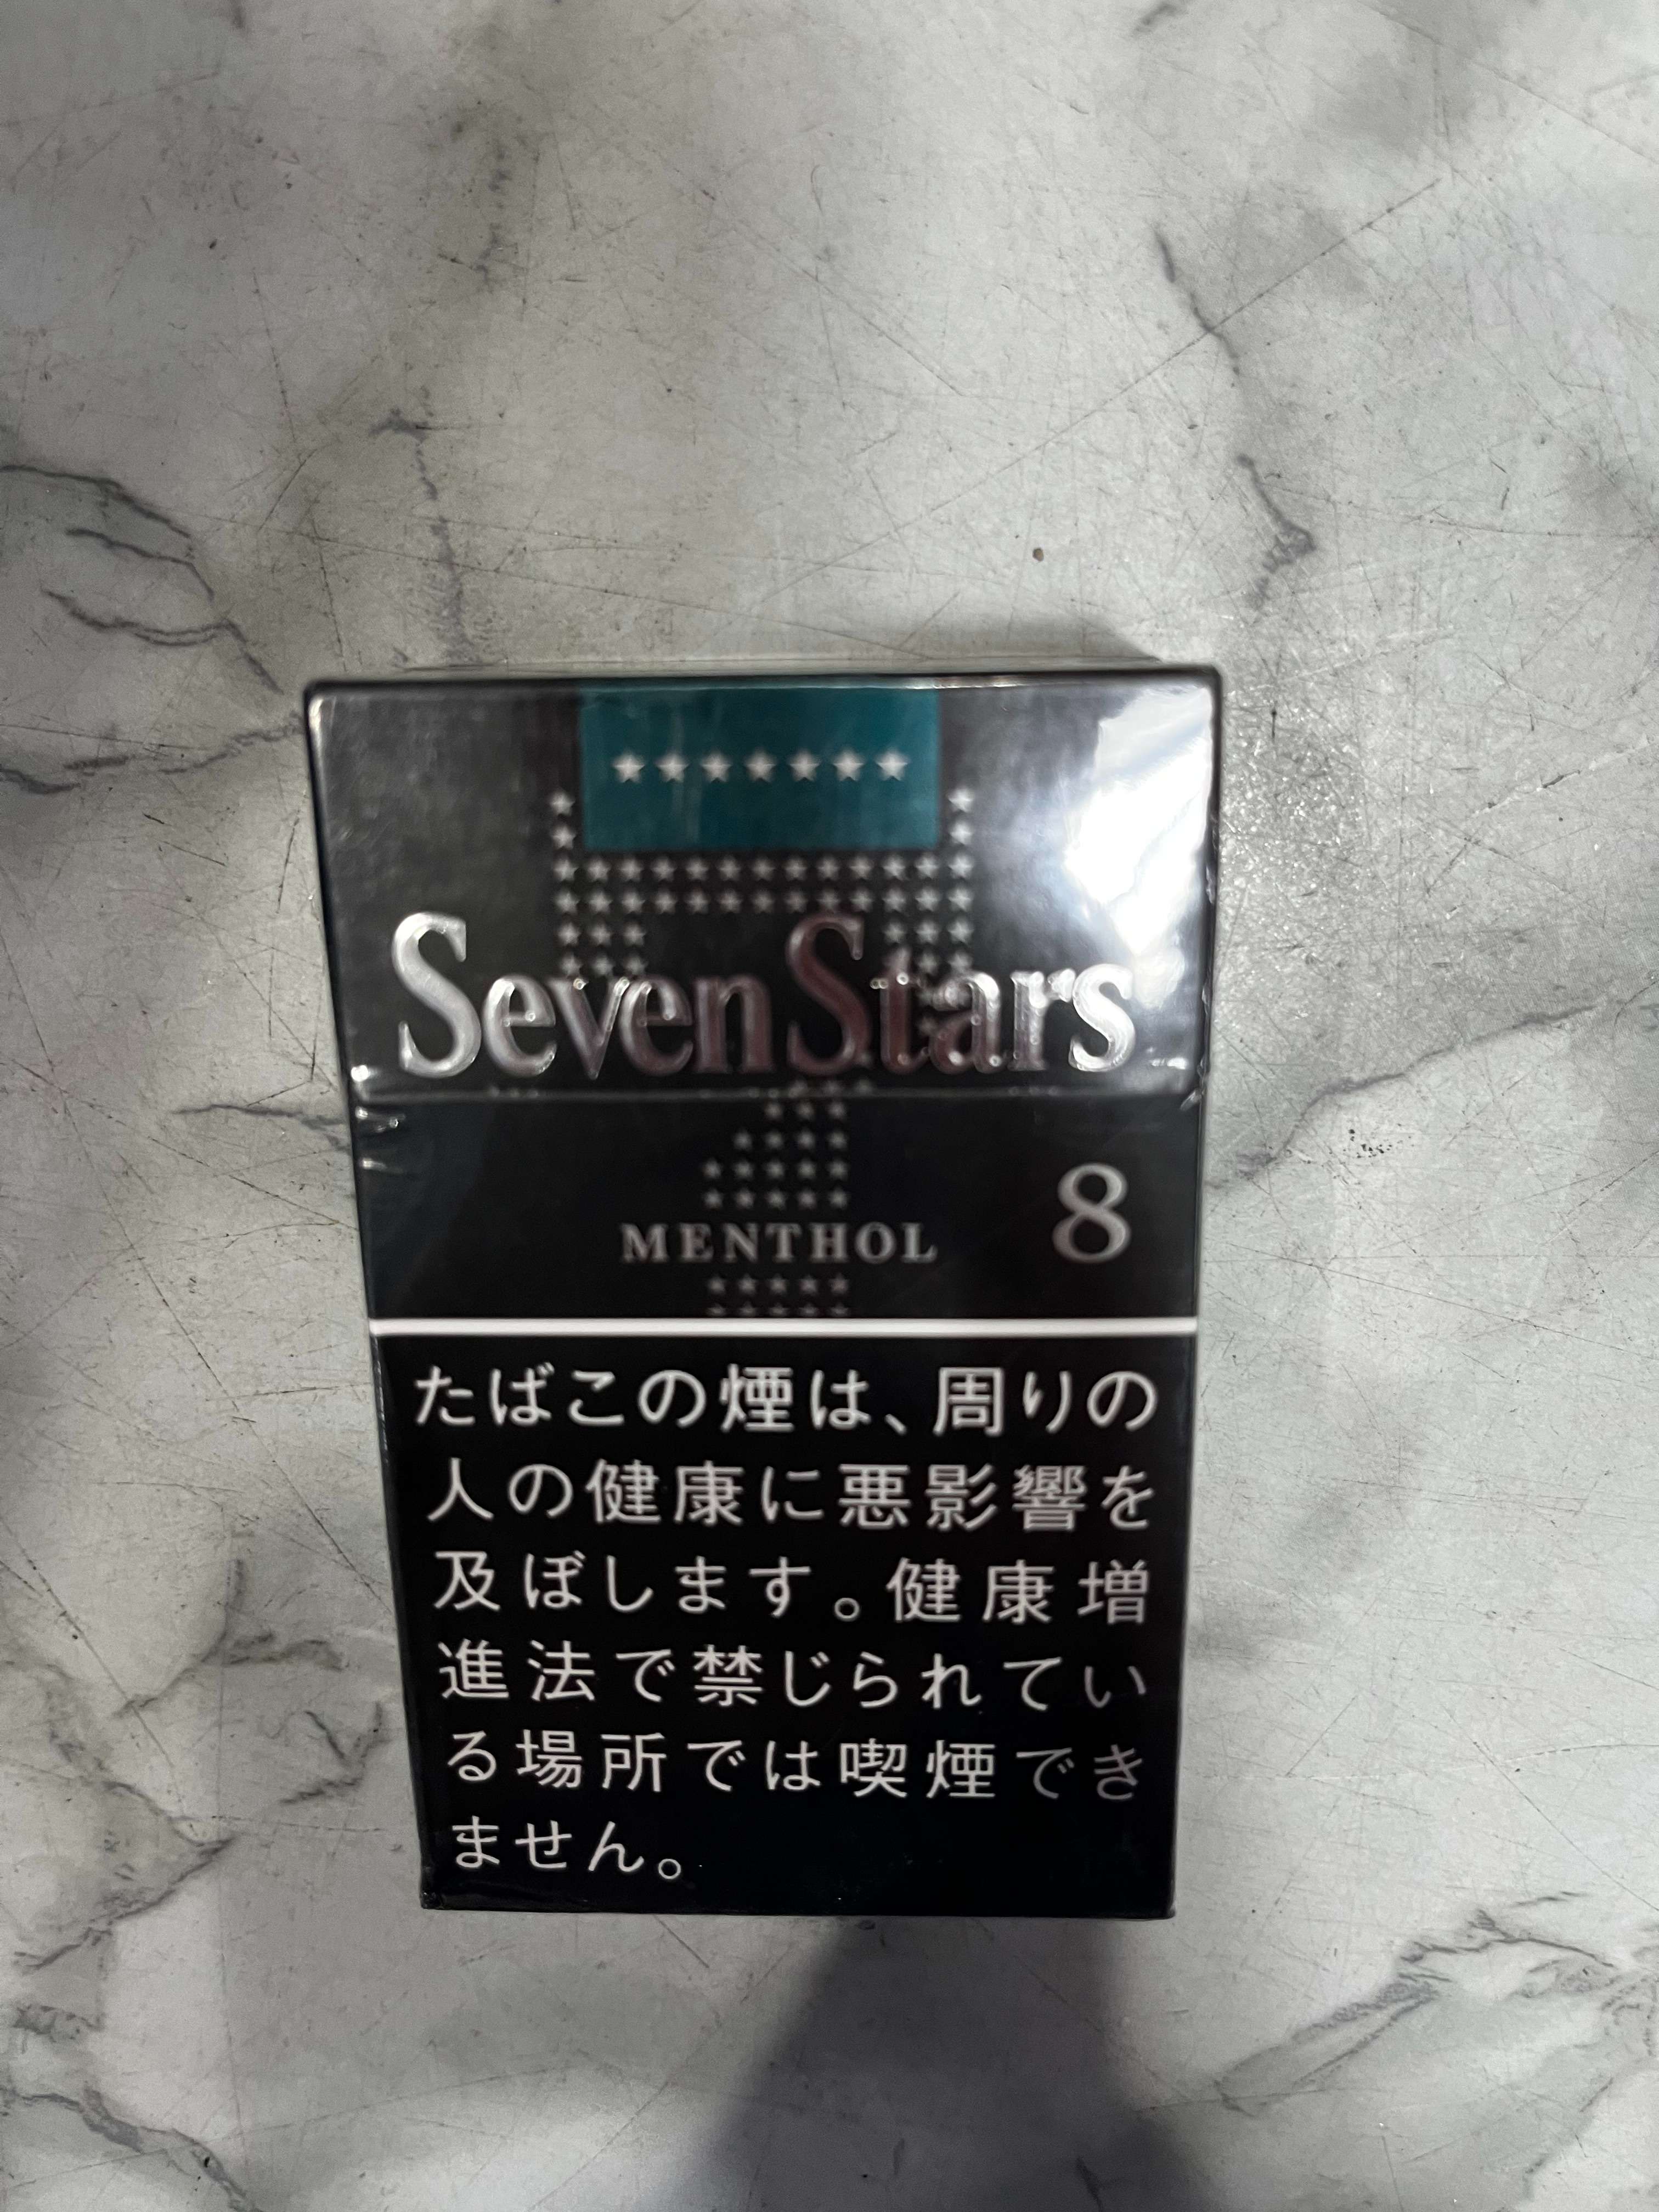 Seven Stars
MENTHOL 8
たばこの煙は、周りの
人の健康に悪影響を
及ぼします。健康増
進法で禁じられてい
る場所では喫煙でき
ません。